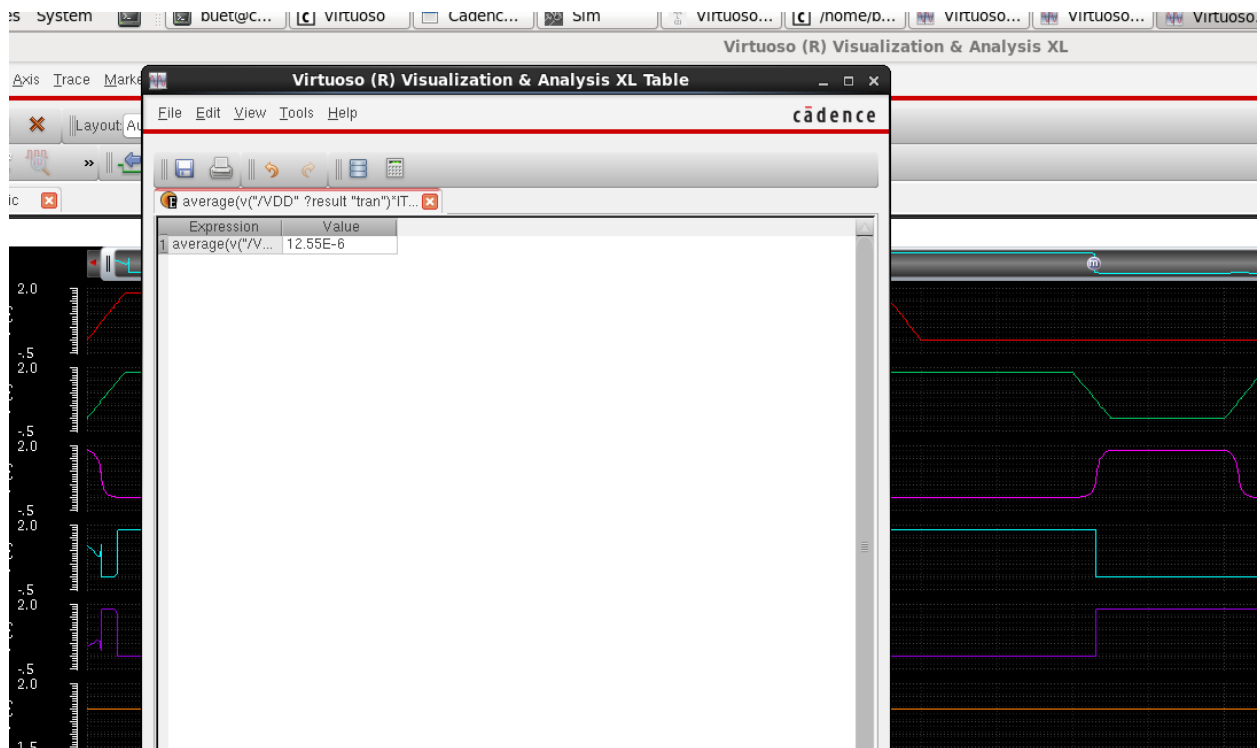 es System buet@c... Virtuoso Cadenc... Sim Virtuoso... /home/b... Virtuoso... Virtuoso... Virtuoso
Virtuoso (R) Visualization & Analysis XL
Axis Trace Marke
Virtuoso (R) Visualization & Analysis XL Table
File Edit View Tools Help
cādence
Layout: Au
»
ic
average(v("/VDD" ?result "tran")*IT...
Expression Value
1 average(v("/V... 12.55E-6
2.0
-.5
2.0
-.5
2.0
-.5
2.0
-.5
2.0
-.5
2.0
1.5